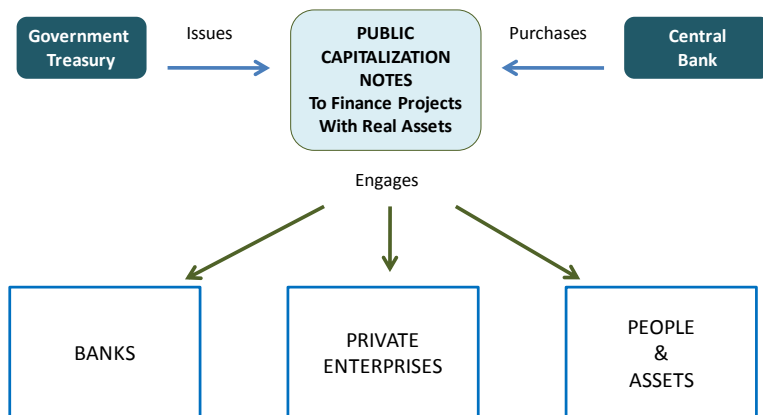 Government
Treasury
Issues
PUBLIC
CAPITALIZATION
NOTES
To Finance Projects
With Real Assets
Purchases
Central
Bank
Engages
BANKS
PRIVATE
ENTERPRISES
PEOPLE
&
ASSETS